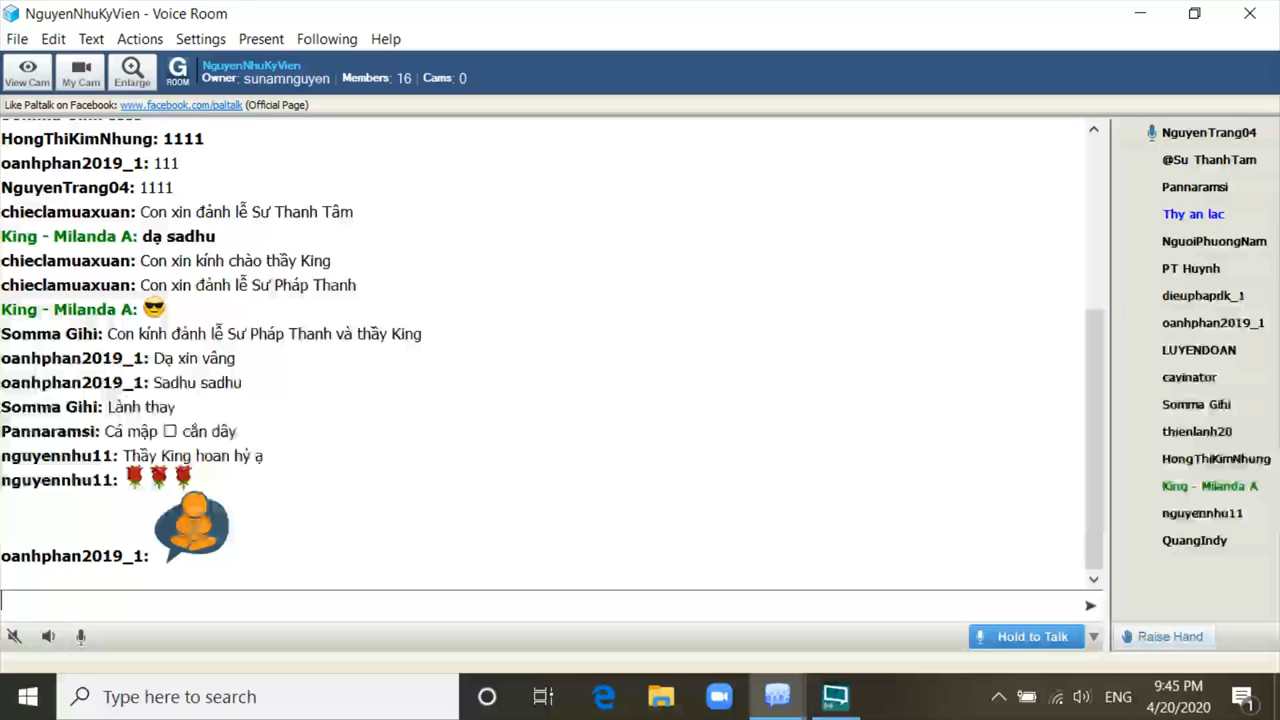 NguyenNhuKyVien - Voice Room
File Edit Text Actions Settings Present Following Help
View Cam My Cam Enlarge G ROOM
NguyenNhuKyVien
Owner: sunamnguyen Members: 16 Cams: 0
Like Paltalk on Facebook: www.facebook.com/paltalk (Official Page)
HongThiKimNhung: 1111
oanhphan2019_1: 111
NguyenTrang04: 1111
chieclamuaxuan: Con xin đảnh lễ Sư Thanh Tâm
King - Milanda A: dạ sadhu
chieclamuaxuan: Con xin kính chào thầy King
chieclamuaxuan: Con xin đảnh lễ Sư Pháp Thanh
King - Milanda A:
Somma Gihi: Con kính đảnh lễ Sư Pháp Thanh và thầy King
oanhphan2019_1: Dạ xin vâng
oanhphan2019_1: Sadhu sadhu
Somma Gihi: Lành thay
Pannaramsi: Cá mập □ cắn dây
nguyennhu11: Thầy King hoan hỷ ạ
nguyennhu11:
oanhphan2019_1:
NguyenTrang04
@Su ThanhTam
Pannaramsi
Thy an lac
NguoiPhuongNam
PT Huynh
dieuphapdk_1
oanhphan2019_1
LUYENDOAN
cavinator
Somma Gihi
thienlanh20
HongThiKimNhung
King - Milanda A
nguyennhu11
QuangIndy
Hold to Talk
Raise Hand
Type here to search
ENG
9:45 PM
4/20/2020
1